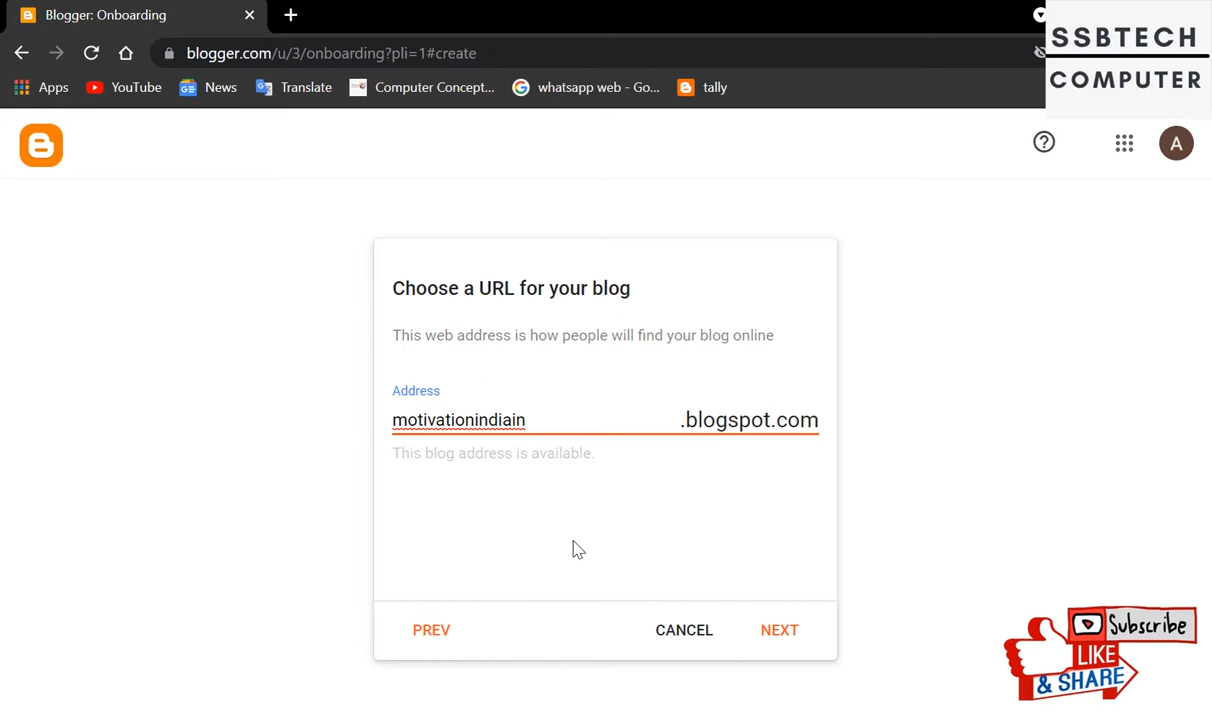 Blogger: Onboarding
blogger.com/u/3/onboarding?pli=1#create
Apps YouTube News Translate Computer Concept... whatsapp web - Go... tally
SSBTECH
COMPUTER
A
Choose a URL for your blog
This web address is how people will find your blog online
Address
motivationindiain .blogspot.com
This blog address is available.
PREV CANCEL NEXT
Subscribe
LIKE
& SHARE